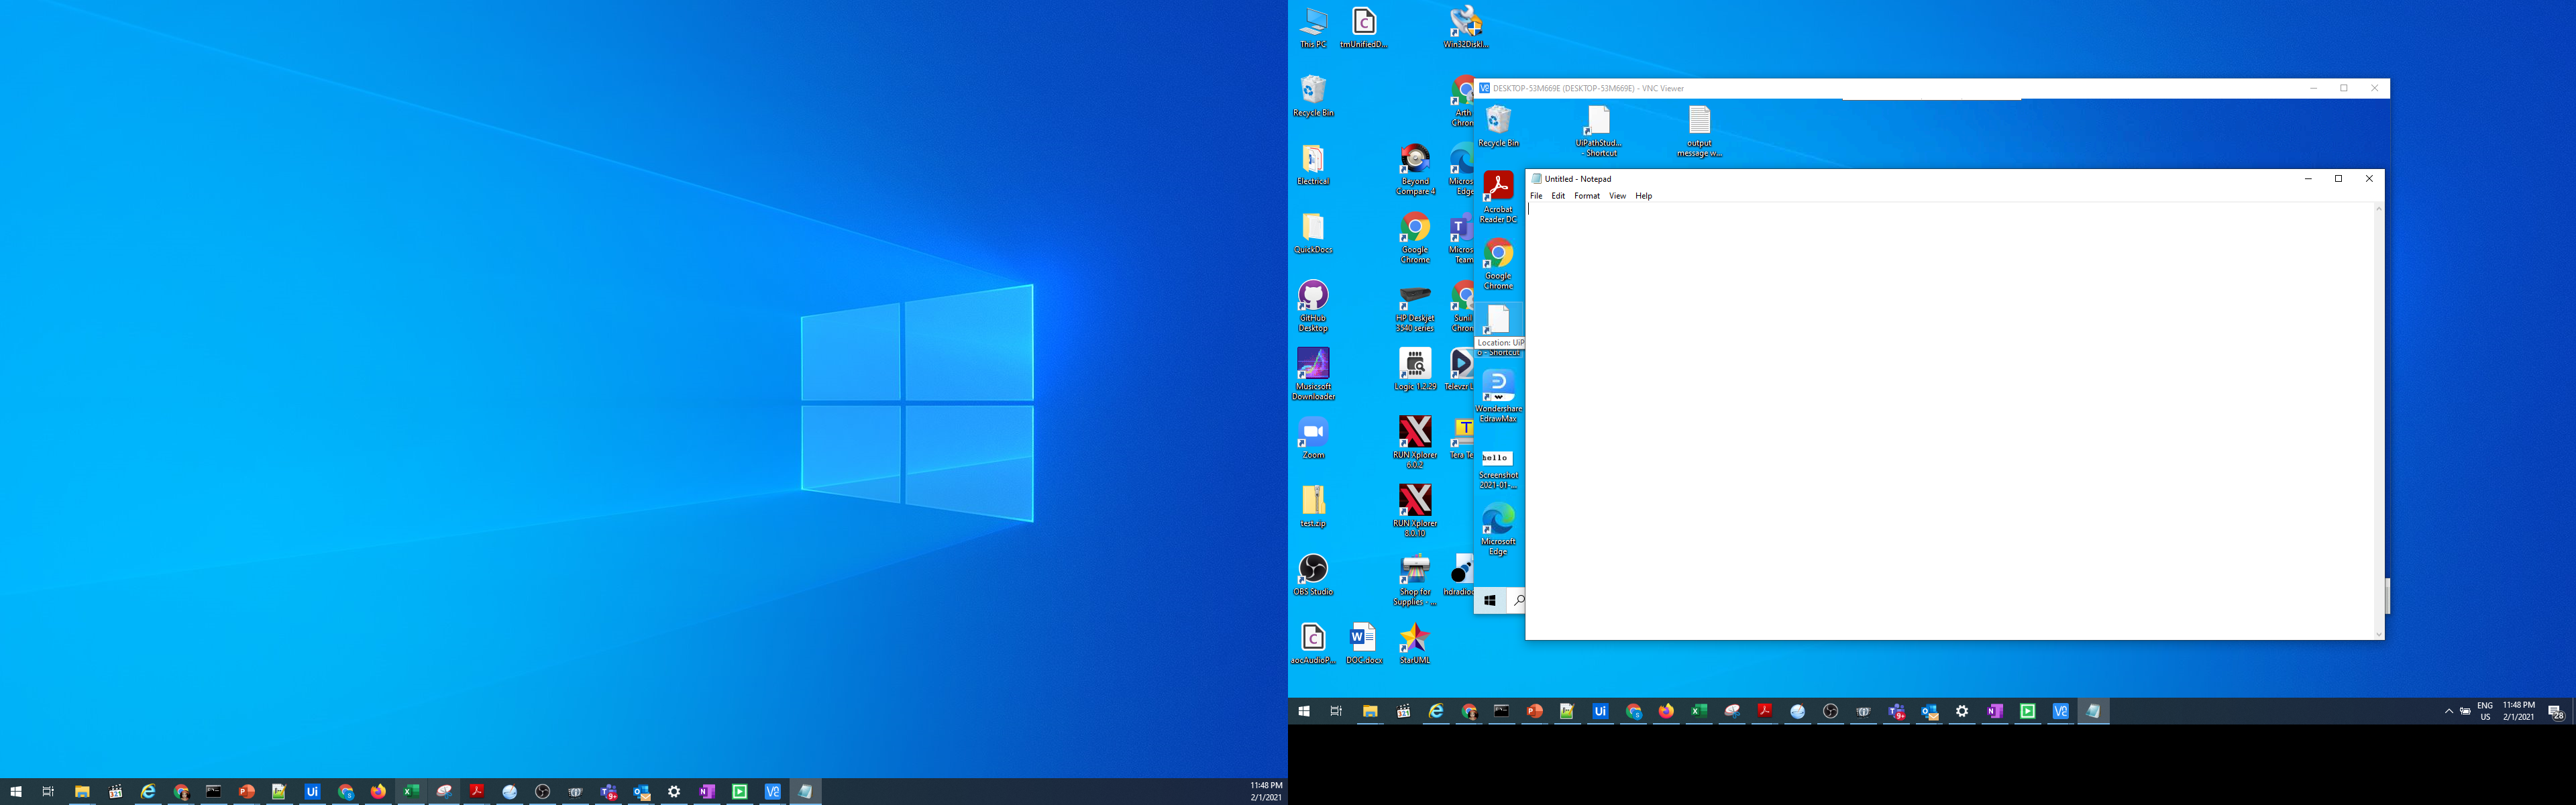 11:48 PM
2/1/2021
This PC
tmUnifiedD...
Win32DiskI...
Recycle Bin
Arth
Chrom
Electrical
Beyond
Compare 4
Micros
Edge
QuickDocs
Google
Chrome
Micros
Team
GitHub
Desktop
HP Deskjet
3540 series
Sunil
Chrom
Musicsoft
Downloader
Logic 1.2.29
Televzr L
Zoom
RUN Xplorer
6.0.2
Tera Te
test.zip
RUN Xplorer
8.0.10
OBS Studio
Shop for
Supplies - ...
hdradio
aocAudioP...
DOC.docx
StarUML
DESKTOP-53M669E (DESKTOP-53M669E) - VNC Viewer
Recycle Bin
UiPathStud...
- Shortcut
output
message w...
Acrobat
Reader DC
Google
Chrome
Location: UiP
o - Shortcut
Wondershare
EdrawMax
hello
Screenshot
2021-01-...
Microsoft
Edge
Untitled - Notepad
File Edit Format View Help
ENG
US
11:48 PM
2/1/2021
28